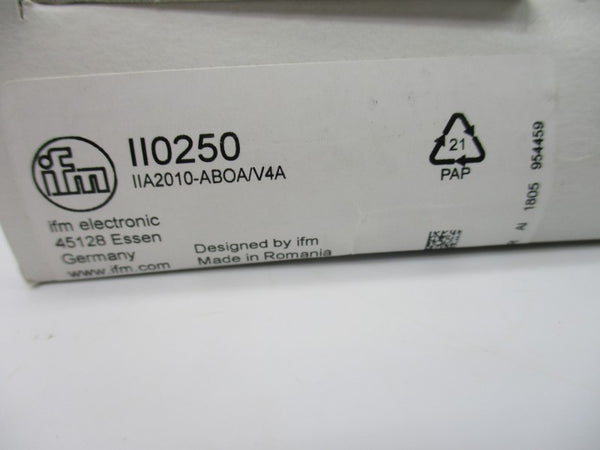 ifm
II0250
IIA2010-ABOA/V4A
ifm electronic
45128 Essen
Germany
www.ifm.com
Designed by ifm
Made in Romania
21
PAP
AI 1805 954459